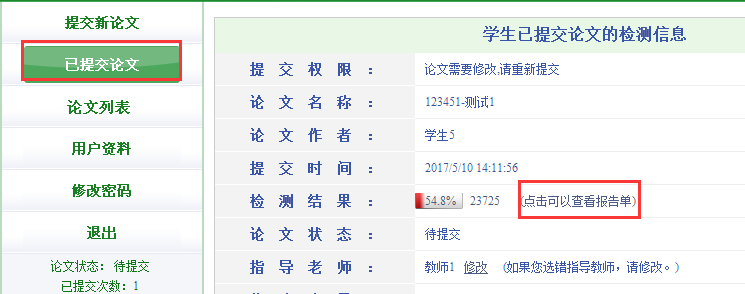 提交新论文
已提交论文
论文列表
用户资料
修改密码
退出
论文状态： 待提交
已提交次数： 1
学生已提交论文的检测信息
提交权限： 论文需要修改,请重新提交
论文名称： 123451-测试1
论文作者： 学生5
提交时间： 2017/5/10 14:11:56
检测结果： 54.8% 23725 (点击可以查看报告单)
论文状态： 待提交
指导老师： 教师1 修改 (如果您选错指导教师，请修改。)